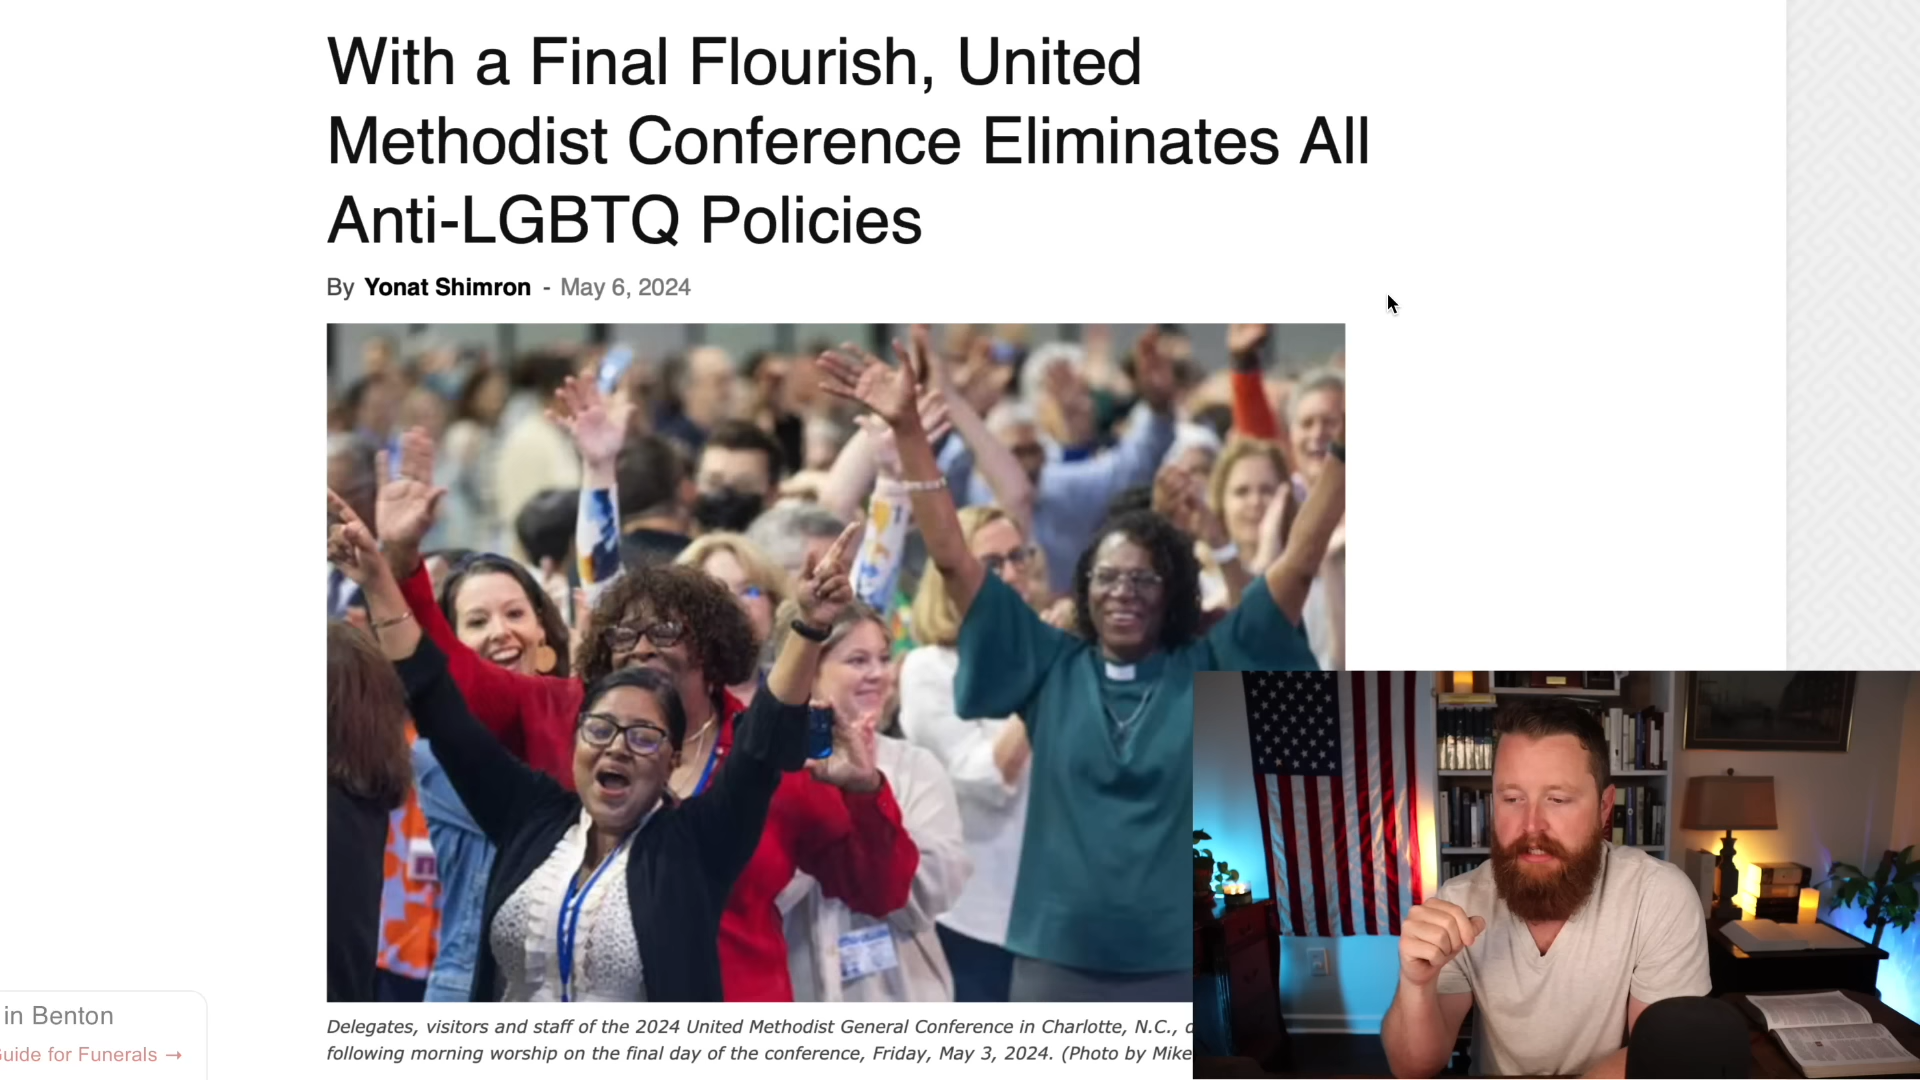 With a Final Flourish, United
Methodist Conference Eliminates All
Anti-LGBTQ Policies
By Yonat Shimron - May 6, 2024
in Benton
Guide for Funerals →
Delegates, visitors and staff of the 2024 United Methodist General Conference in Charlotte, N.C.,
following morning worship on the final day of the conference, Friday, May 3, 2024. (Photo by Mike